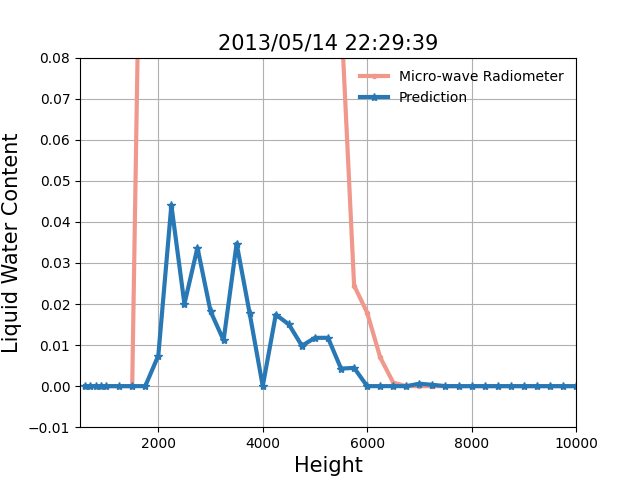 2013/05/14 22:29:39
Liquid Water Content
0.08
0.07
0.06
0.05
0.04
0.03
0.02
0.01
0.00
−0.01
Micro-wave Radiometer
Prediction
2000 4000 6000 8000 10000
Height